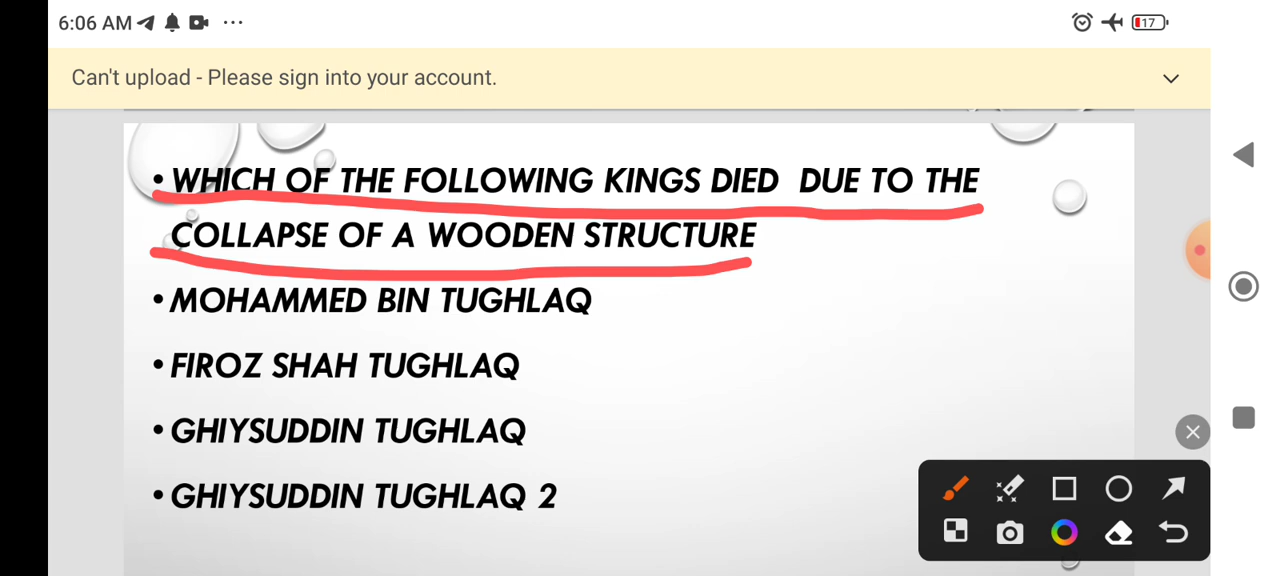 6:06 AM ... 17
Can't upload - Please sign into your account.
• WHICH OF THE FOLLOWING KINGS DIED DUE TO THE
COLLAPSE OF A WOODEN STRUCTURE
• MOHAMMED BIN TUGHLAQ
• FIROZ SHAH TUGHLAQ
• GHIYSUDDIN TUGHLAQ
• GHIYSUDDIN TUGHLAQ 2